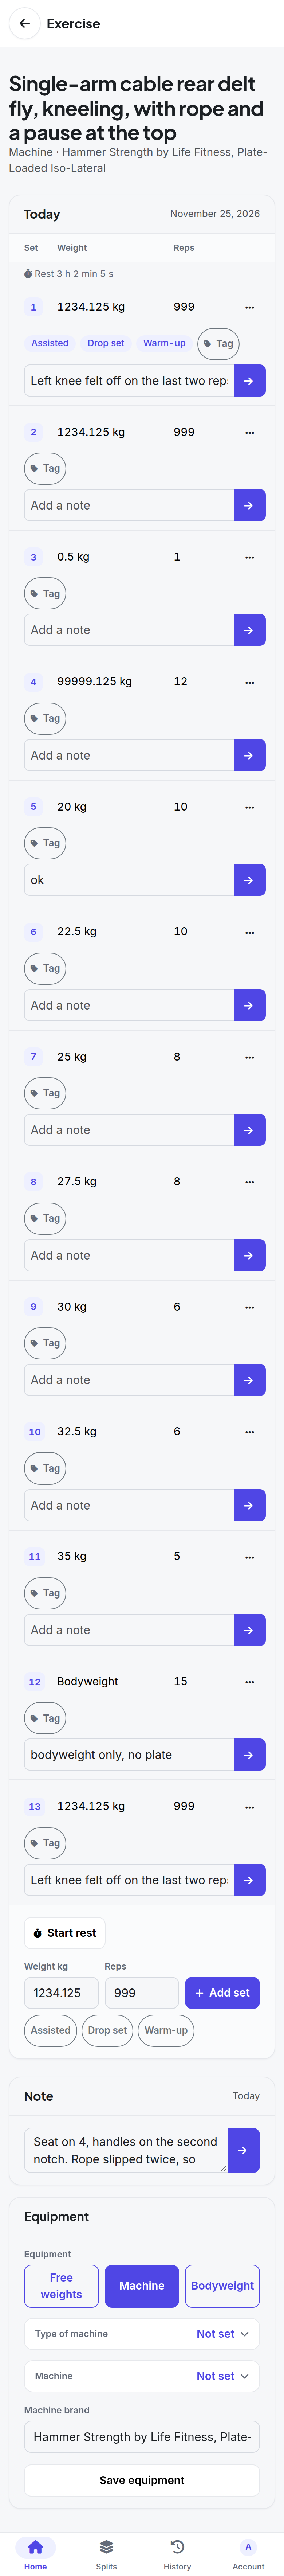 Exercise
Single-arm cable rear delt
fly, kneeling, with rope and
a pause at the top
Machine · Hammer Strength by Life Fitness, Plate-
Loaded Iso-Lateral
Today November 25, 2026
Set Weight Reps
Rest 3 h 2 min 5 s
1 1234.125 kg 999
Assisted Drop set Warm-up Tag
Left knee felt off on the last two reps
2 1234.125 kg 999
Tag
Add a note
3 0.5 kg 1
Tag
Add a note
4 99999.125 kg 12
Tag
Add a note
5 20 kg 10
Tag
ok
6 22.5 kg 10
Tag
Add a note
7 25 kg 8
Tag
Add a note
8 27.5 kg 8
Tag
Add a note
9 30 kg 6
Tag
Add a note
10 32.5 kg 6
Tag
Add a note
11 35 kg 5
Tag
Add a note
12 Bodyweight 15
Tag
bodyweight only, no plate
13 1234.125 kg 999
Tag
Left knee felt off on the last two reps
Start rest
Weight kg Reps
1234.125 999 + Add set
Assisted Drop set Warm-up
Note Today
Seat on 4, handles on the second
notch. Rope slipped twice, so
Equipment
Equipment
Free
weights
Machine
Bodyweight
Type of machine Not set
Machine Not set
Machine brand
Hammer Strength by Life Fitness, Plate-
Save equipment
A
Home Splits History Account